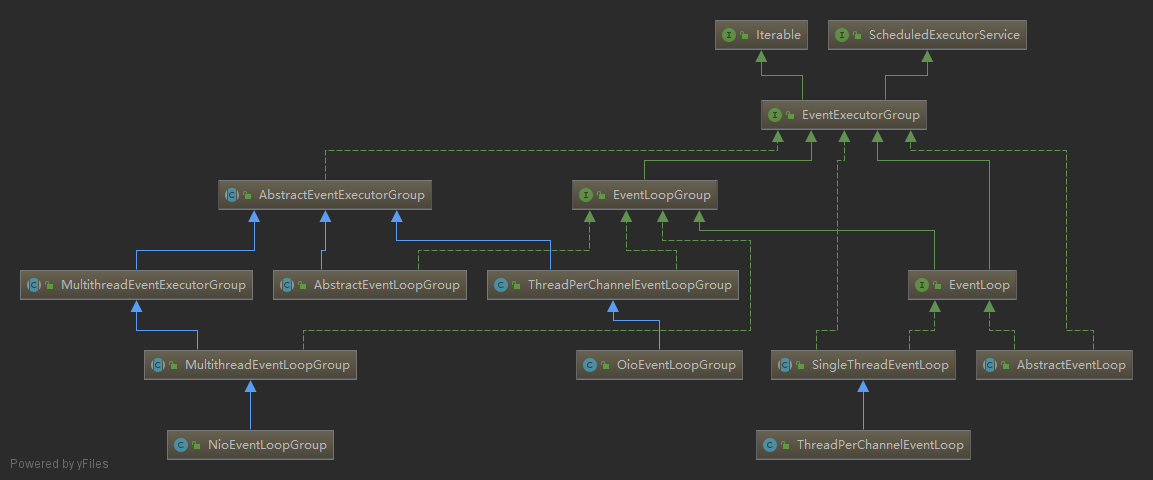 Iterable
ScheduledExecutorService
EventExecutorGroup
AbstractEventExecutorGroup
EventLoopGroup
MultithreadEventExecutorGroup
AbstractEventLoopGroup
ThreadPerChannelEventLoopGroup
EventLoop
MultithreadEventLoopGroup
OioEventLoopGroup
SingleThreadEventLoop
AbstractEventLoop
NioEventLoopGroup
ThreadPerChannelEventLoop
Powered by yFiles